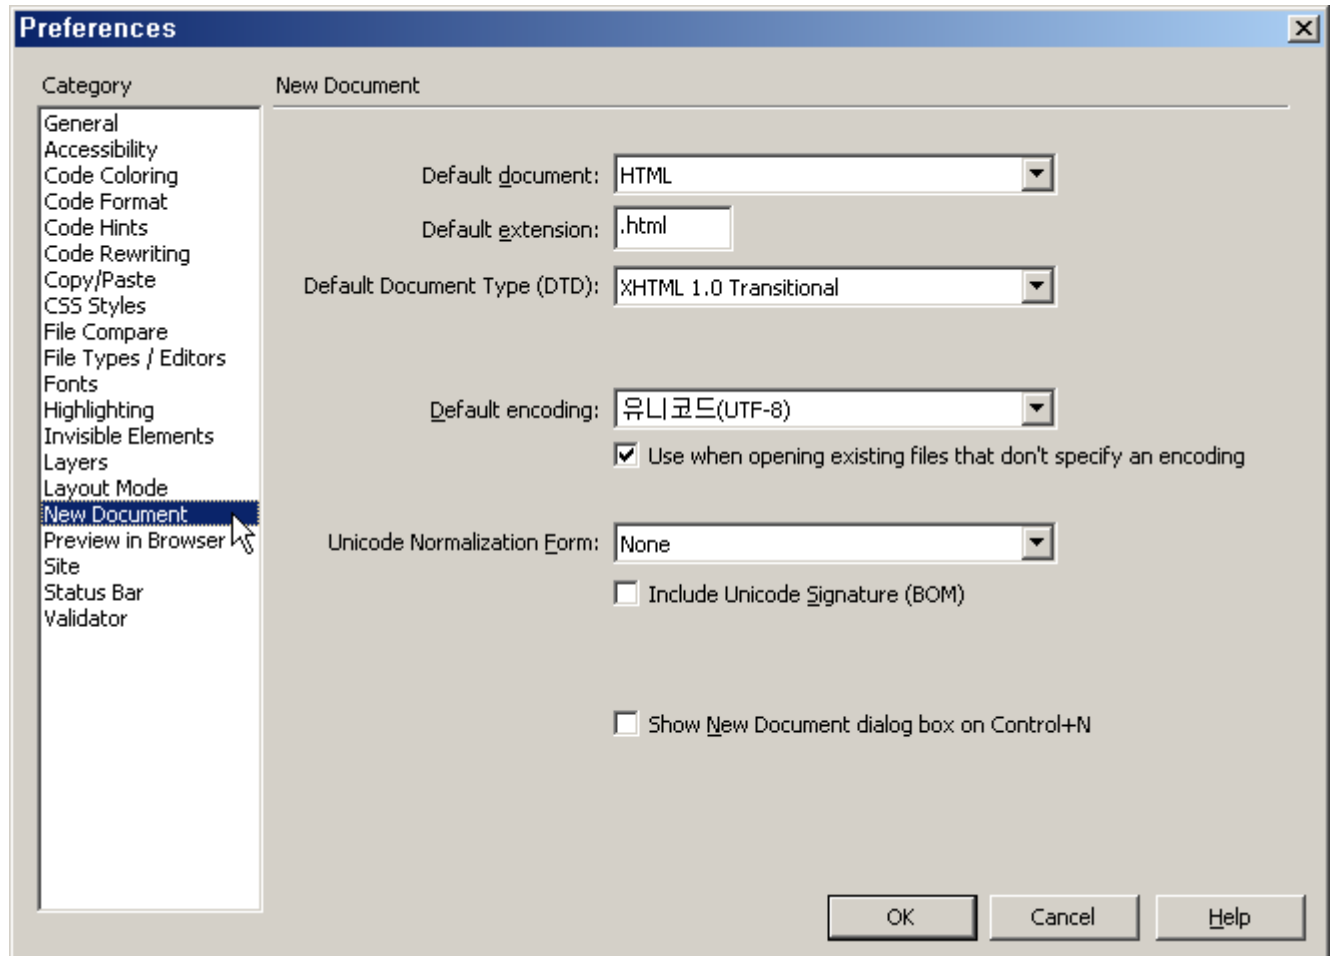 Preferences
Category
General
Accessibility
Code Coloring
Code Format
Code Hints
Code Rewriting
Copy/Paste
CSS Styles
File Compare
File Types / Editors
Fonts
Highlighting
Invisible Elements
Layers
Layout Mode
New Document
Preview in Browser
Site
Status Bar
Validator
New Document
Default document: HTML
Default extension: .html
Default Document Type (DTD): XHTML 1.0 Transitional
Default encoding: 유니코드(UTF-8)
Use when opening existing files that don't specify an encoding
Unicode Normalization Form: None
Include Unicode Signature (BOM)
Show New Document dialog box on Control+N
OK Cancel Help